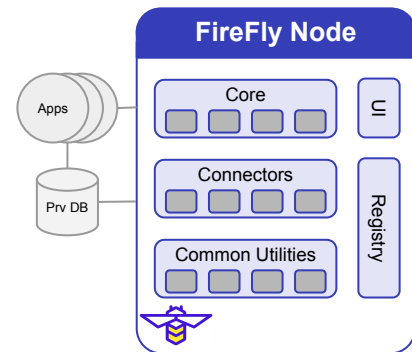 FireFly Node
Core
UI
Apps
Connectors
Registry
Prv DB
Common Utilities